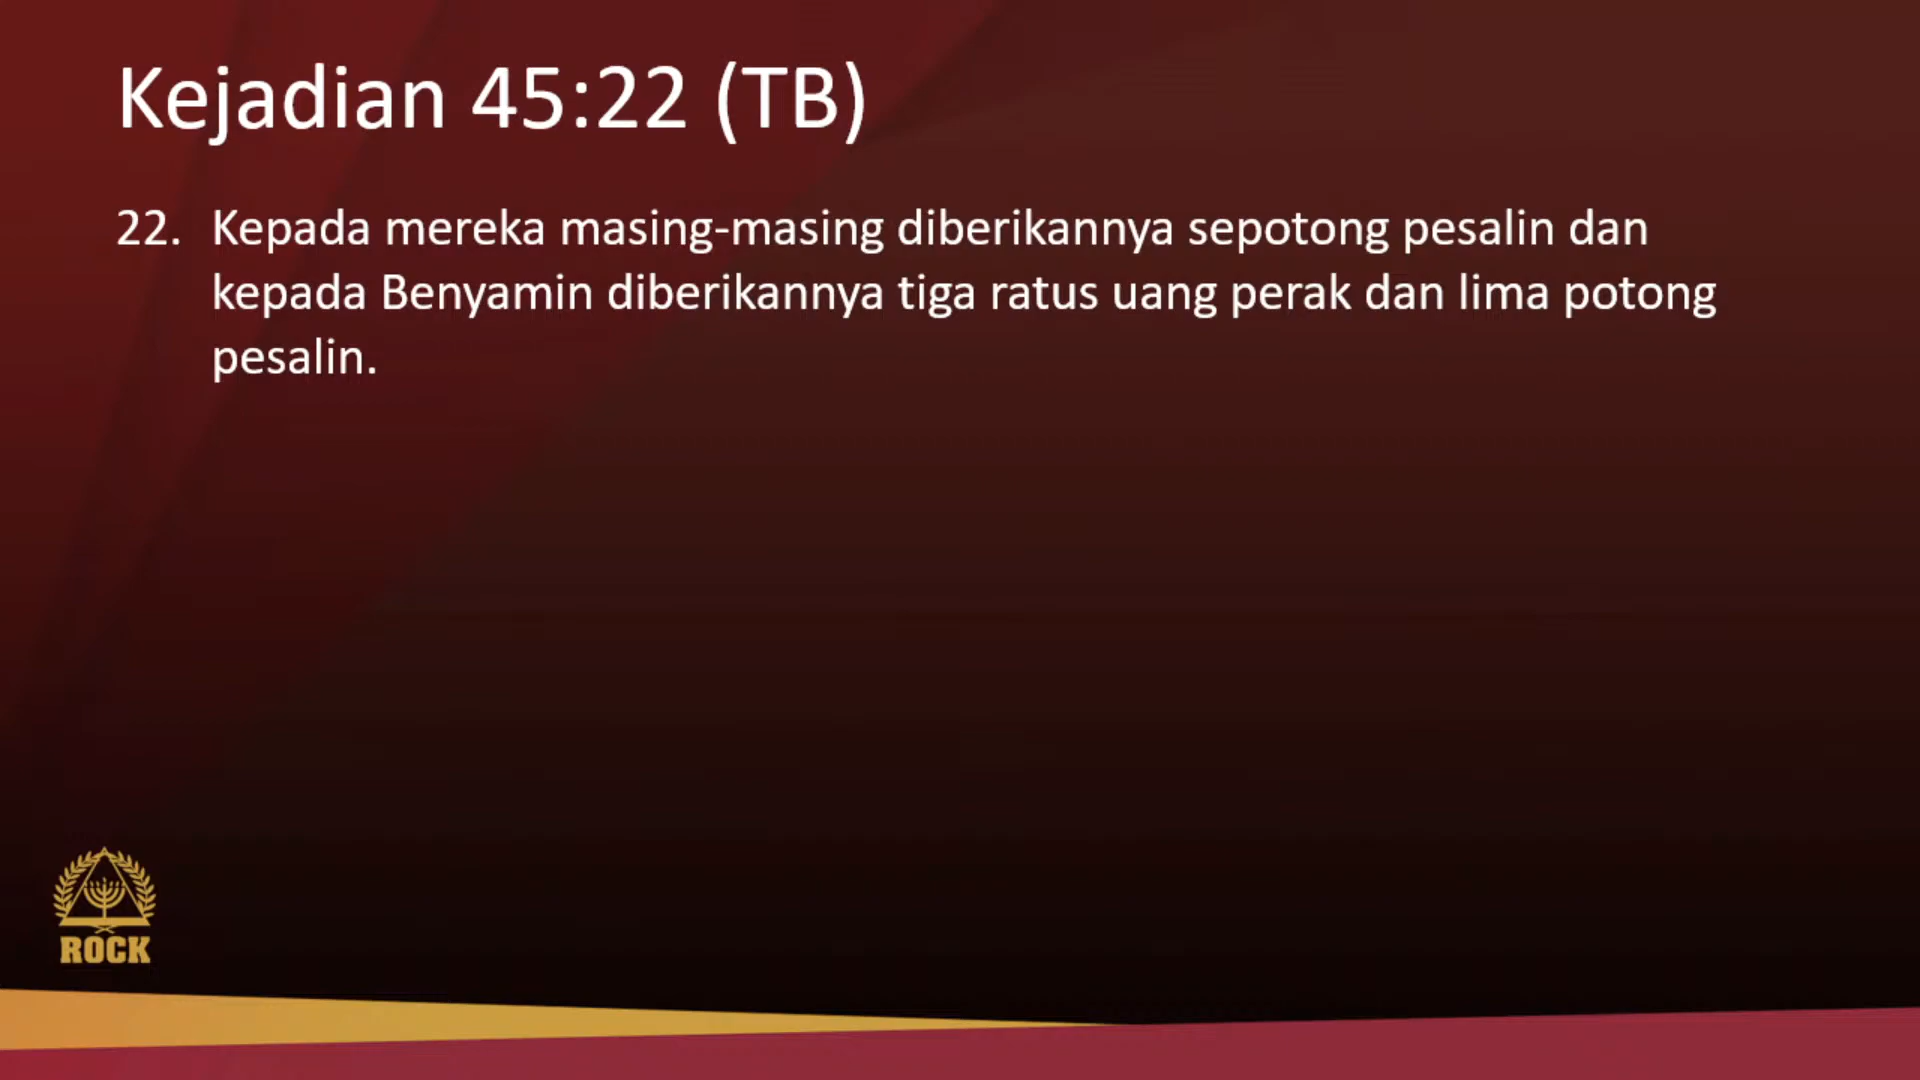 Kejadian 45:22 (TB)
22. Kepada mereka masing-masing diberikannya sepotong pesalin dan
kepada Benyamin diberikannya tiga ratus uang perak dan lima potong
pesalin.
ROCK